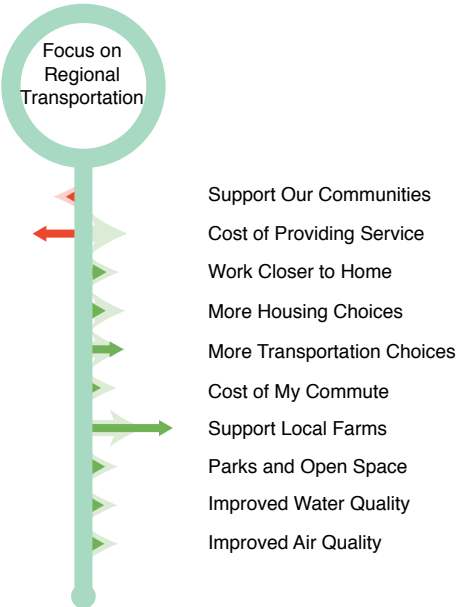 Focus on
Regional
Transportation
Support Our Communities
Cost of Providing Service
Work Closer to Home
More Housing Choices
More Transportation Choices
Cost of My Commute
Support Local Farms
Parks and Open Space
Improved Water Quality
Improved Air Quality